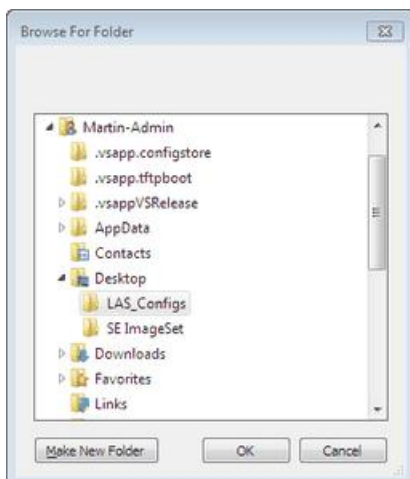 Browse For Folder
Martin-Admin
.vsapp.configstore
.vsapp.tftpboot
.vsappVSRelease
AppData
Contacts
Desktop
LAS_Configs
SE ImageSet
Downloads
Favorites
Links
Make New Folder
OK
Cancel